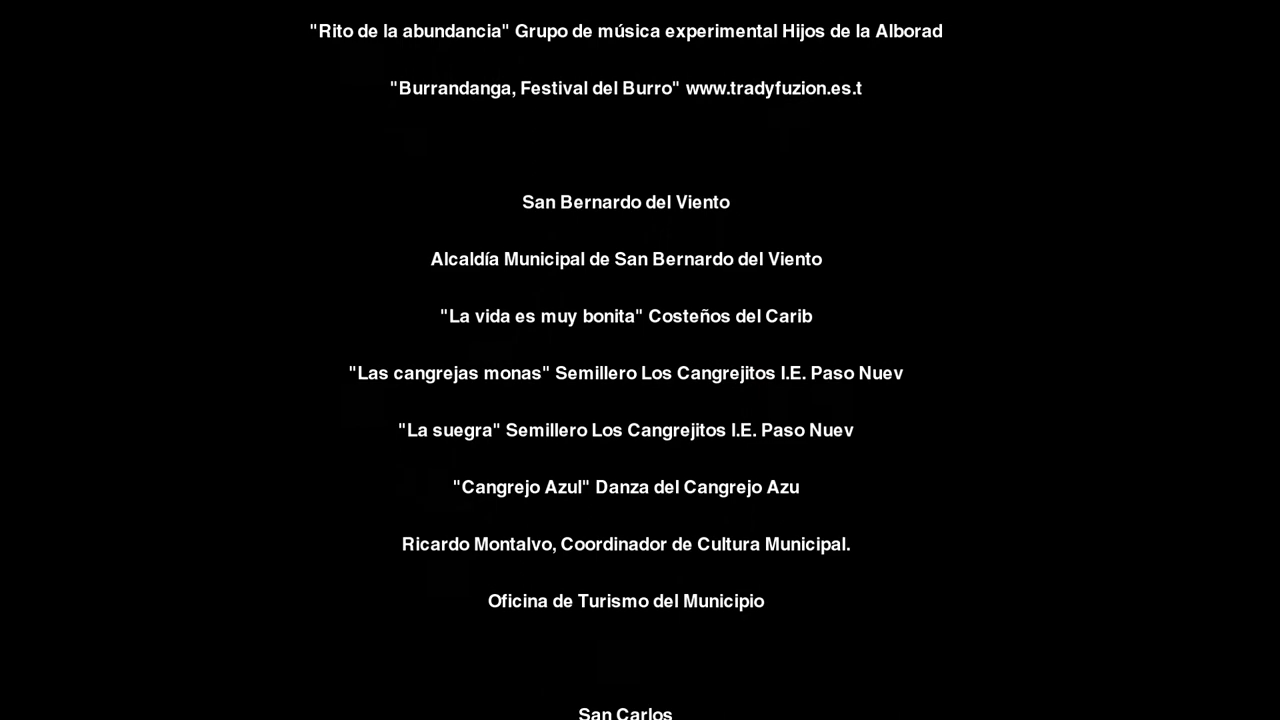 "Rito de la abundancia" Grupo de música experimental Hijos de la Alborad
"Burrandanga, Festival del Burro" www.tradyfuzion.es.t
San Bernardo del Viento
Alcaldía Municipal de San Bernardo del Viento
"La vida es muy bonita" Costeños del Carib
"Las cangrejas monas" Semillero Los Cangrejitos I.E. Paso Nuev
"La suegra" Semillero Los Cangrejitos I.E. Paso Nuev
"Cangrejo Azul" Danza del Cangrejo Azu
Ricardo Montalvo, Coordinador de Cultura Municipal.
Oficina de Turismo del Municipio
San Carlos